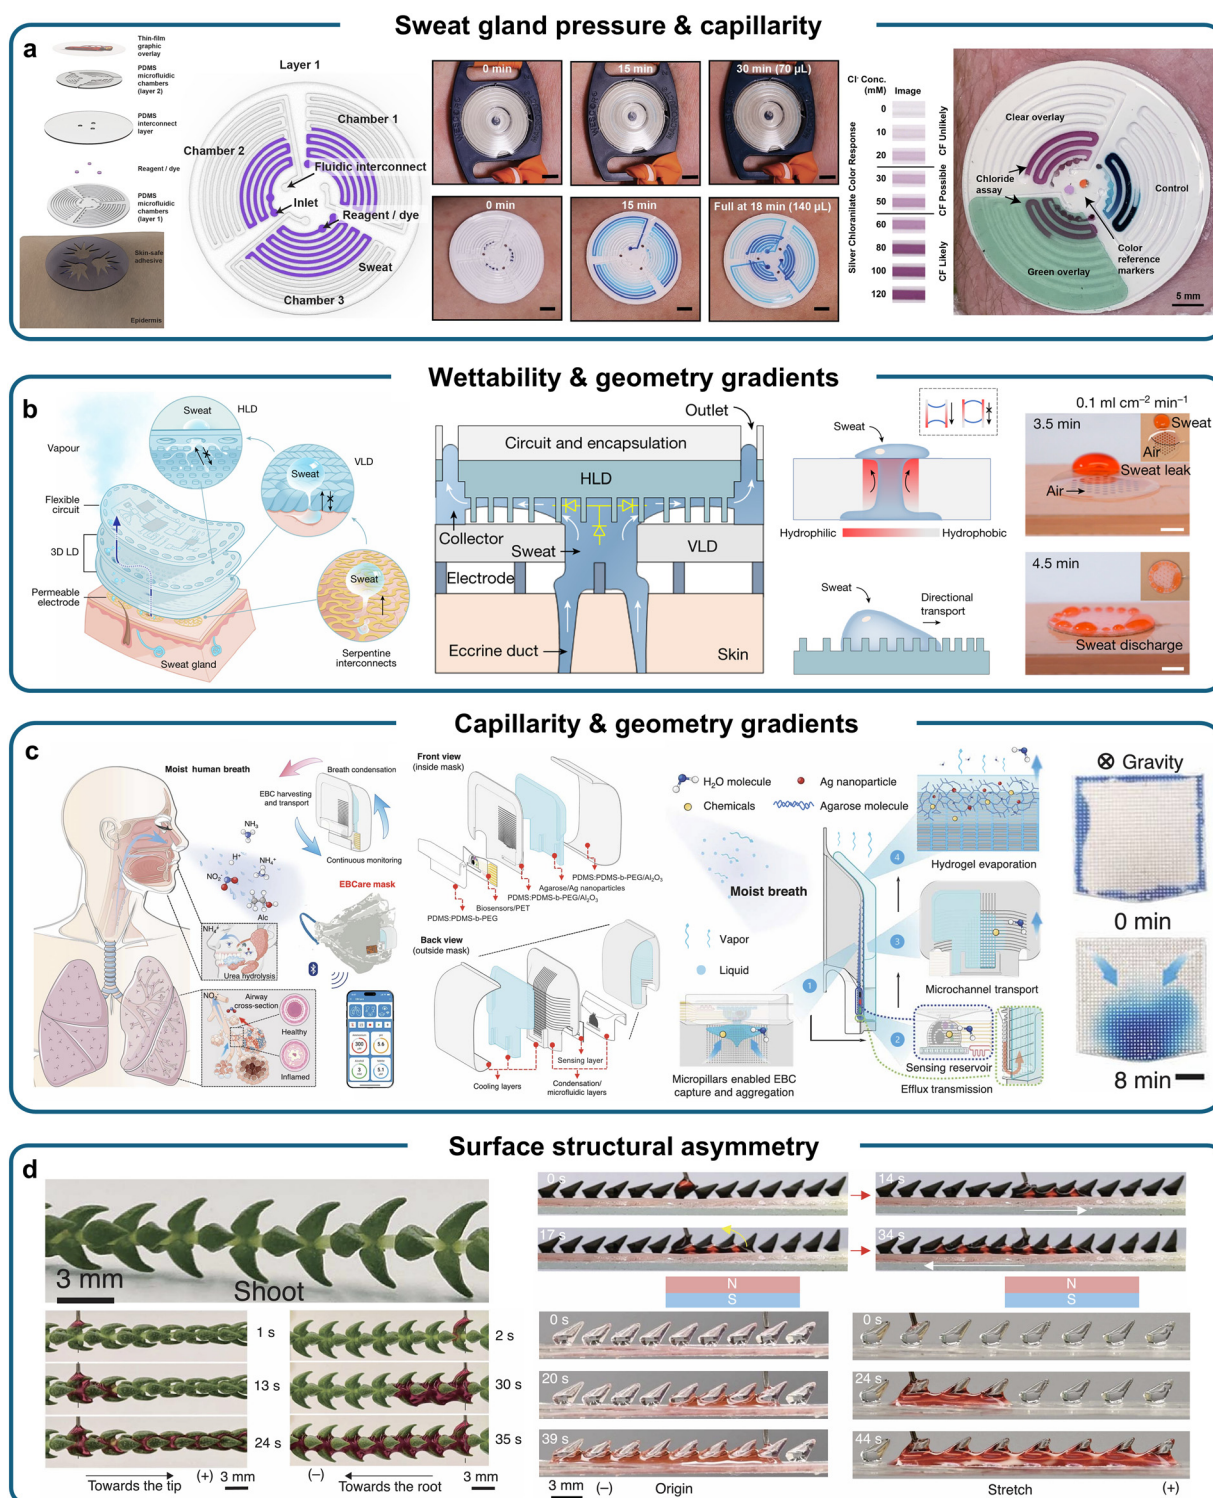 Sweat gland pressure & capillarity
a
Thin-film
graphic
overlay
PDMS
microfluidic
chambers
(layer 2)
PDMS
interconnect
layer
Reagent / dye
PDMS
microfluidic
chambers
(layer 1)
Skin-safe
adhesive
Epidermis
Layer 1
Chamber 1
Chamber 2
Fluidic interconnect
Inlet
Reagent / dye
Sweat
Chamber 3
0 min
15 min
30 min (70 µL)
0 min
15 min
Full at 18 min (140 µL)
Cl- Conc.
(mM)
Image
Silver Chloranilate Color Response
0
10
20
30
50
60
80
100
120
CF Unlikely
CF Possible
CF Likely
Clear overlay
Chloride
assay
Control
Green overlay
Color
reference
markers
5 mm
Wettability & geometry gradients
b
Vapour
Sweat
HLD
Sweat
VLD
Flexible
circuit
3D LD
Permeable
electrode
Sweat
Sweat gland
Serpentine
interconnects
Outlet
Circuit and encapsulation
HLD
Collector
Sweat
VLD
Electrode
Eccrine duct
Skin
Sweat
Hydrophilic
Hydrophobic
Sweat
Directional
transport
0.1 ml cm⁻² min⁻¹
3.5 min
Sweat
Air
Sweat leak
Air
4.5 min
Sweat discharge
Capillarity & geometry gradients
c
Moist human breath
Breath condensation
EBC harvesting
and transport
Continuous monitoring
NH₃
H⁺
NH₄⁺
NO₂⁻
Alc
EBCare mask
NH₄⁺
Urea hydrolysis
NO₂⁻
Airway
cross-section
Healthy
Inflamed
Front view
(inside mask)
PDMS:PDMS-b-PEG/Al₂O₃
Agarose/Ag nanoparticles
PDMS:PDMS-b-PEG/Al₂O₃
Biosensors/PET
PDMS:PDMS-b-PEG
Back view
(outside mask)
Sensing layer
Cooling layers
Condensation/
microfluidic layers
H₂O molecule
Ag nanoparticle
Chemicals
Agarose molecule
Moist breath
Vapor
Liquid
1
2
3
4
Hydrogel evaporation
Microchannel transport
Sensing reservoir
Efflux transmission
Micropillars enabled EBC
capture and aggregation
Gravity
0 min
8 min
Surface structural asymmetry
d
3 mm
Shoot
1 s
13 s
24 s
2 s
30 s
35 s
Towards the tip
(+)
3 mm
(–)
Towards the root
3 mm
0 s
14 s
17 s
34 s
N
S
N
S
0 s
20 s
39 s
0 s
24 s
44 s
3 mm
(–)
Origin
Stretch
(+)